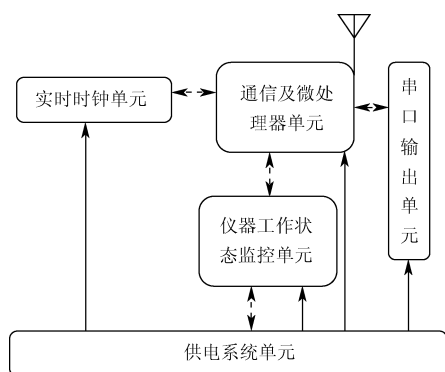 实时时钟单元
通信及微处
理器单元
串口输出单元
仪器工作状
态监控单元
供电系统单元